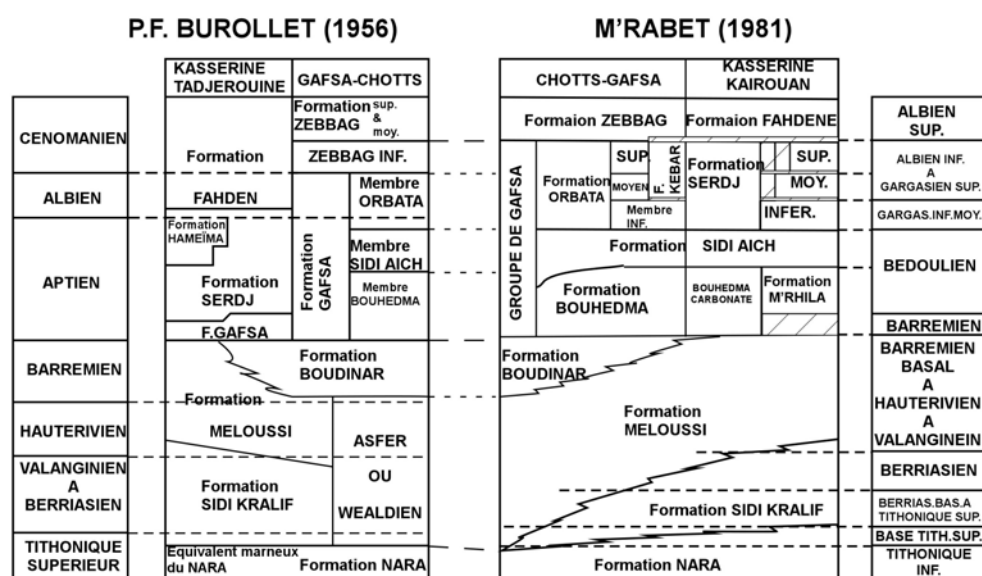 P.F. BUROLLET (1956)
M'RABET (1981)
KASSERINE
TADJEROUINE
GAFSA-CHOTTS
CENOMANIEN
ALBIEN
APTIEN
BARREMIEN
HAUTERIVIEN
VALANGINIEN
A
BERRIASIEN
TITHONIQUE
SUPERIEUR
Formation
FAHDEN
Formation
HAMEÏMA
Formation
SERDJ
F.GAFSA
Formation
ZEBBAG
sup.
&
moy.
ZEBBAG INF.
Formation
GAFSA
Membre
ORBATA
Membre
SIDI AICH
Membre
BOUHEDMA
Formation
BOUDINAR
Formation
MELOUSSI
ASFER
OU
WEALDIEN
Formation
SIDI KRALIF
Equivalent marneux
du NARA
Formation NARA
CHOTTS-GAFSA
KASSERINE
KAIROUAN
Formaion ZEBBAG
Formaion FAHDENE
GROUPE DE GAFSA
Formation
ORBATA
SUP.
MOYEN
Membre
INF.
F. KEBAR
Formation
SERDJ
SUP.
MOY.
INFER.
Formation
SIDI AICH
Formation
BOUHEDMA
BOUHEDMA
CARBONATE
Formation
M'RHILA
Formation
BOUDINAR
Formation
MELOUSSI
Formation SIDI KRALIF
Formation NARA
ALBIEN
SUP.
ALBIEN INF.
A
GARGASIEN SUP.
GARGAS.INF.MOY.
BEDOULIEN
BARREMIEN
BARREMIEN
BASAL
A
HAUTERIVIEN
A
VALANGINEIN
BERRIASIEN
BERRIAS.BAS.A
TITHONIQUE SUP.
BASE TITH.SUP.
TITHONIQUE
INF.